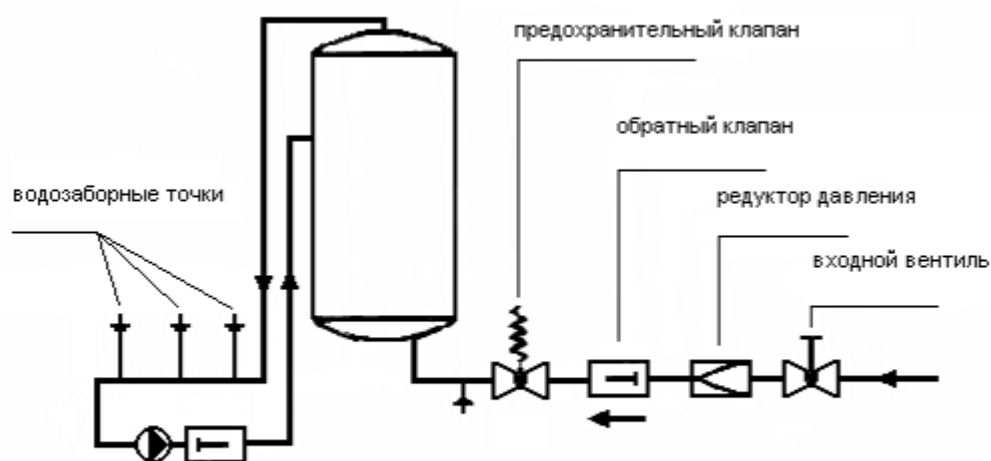 предохранительный клапан
обратный клапан
водозаборные точки
редуктор давления
входной вентиль